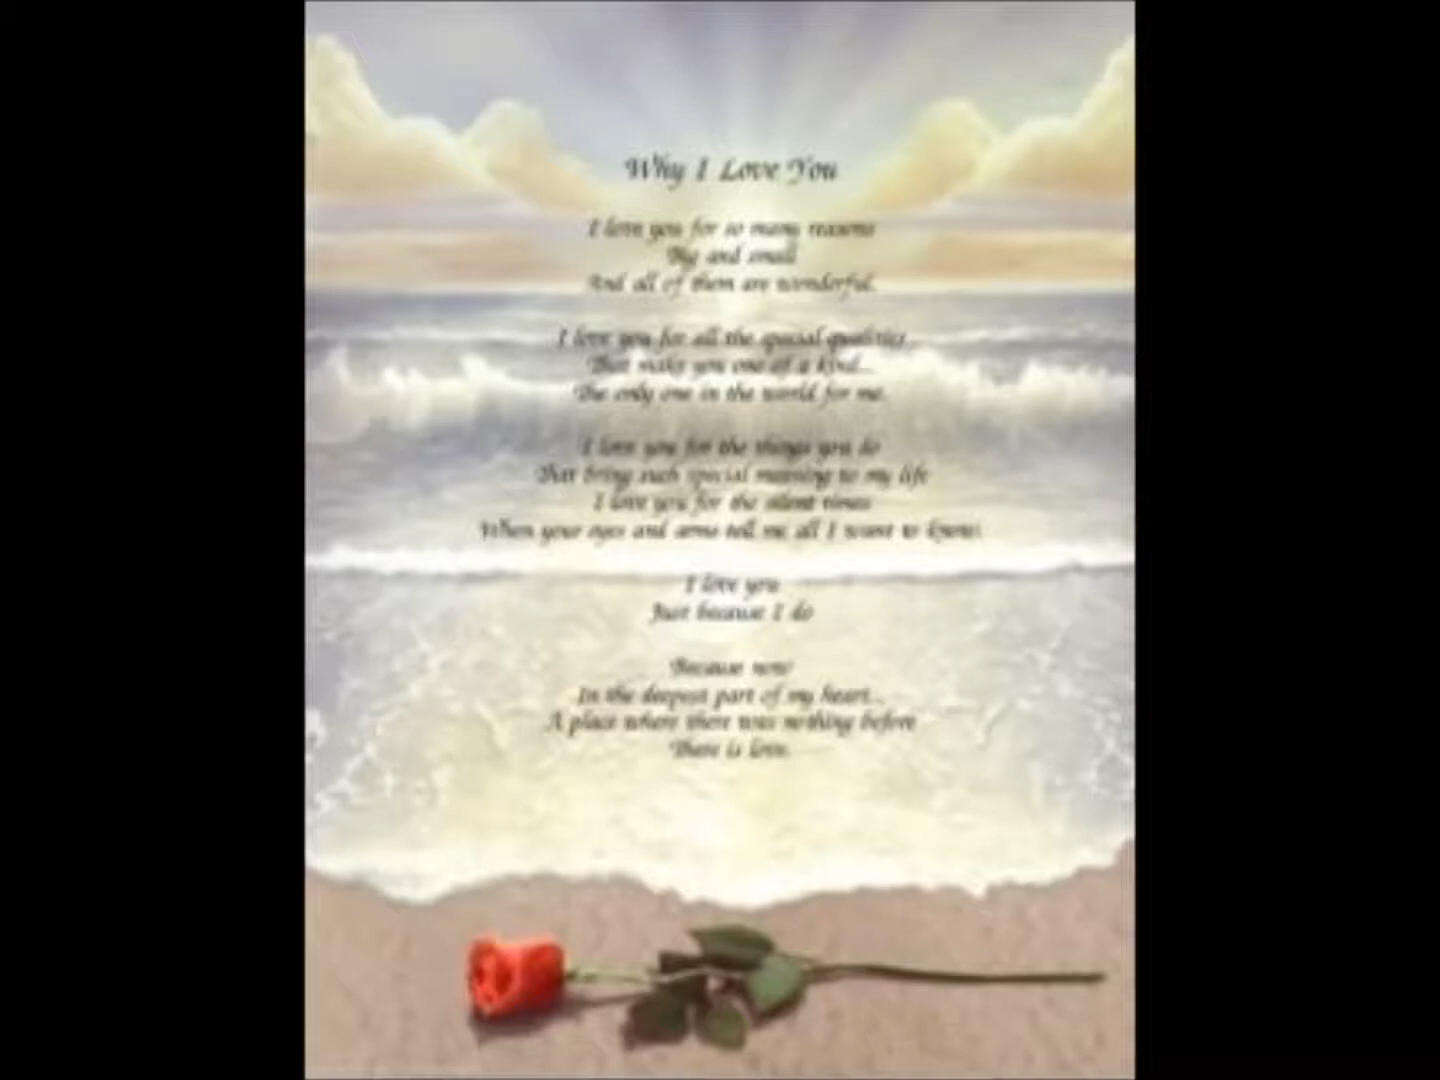 Why I Love You
I love you for so many reasons
Big and small
And all of them are wonderful.
I love you for all the special qualities
That make you one of a kind...
The only one in the world for me.
I love you for the things you do
That bring such special meaning to my life
I love you for the silent times
When your eyes and arms tell me all I want to know.
I love you
Just because I do
Because now
In the deepest part of my heart...
A place where there was nothing before
There is love.